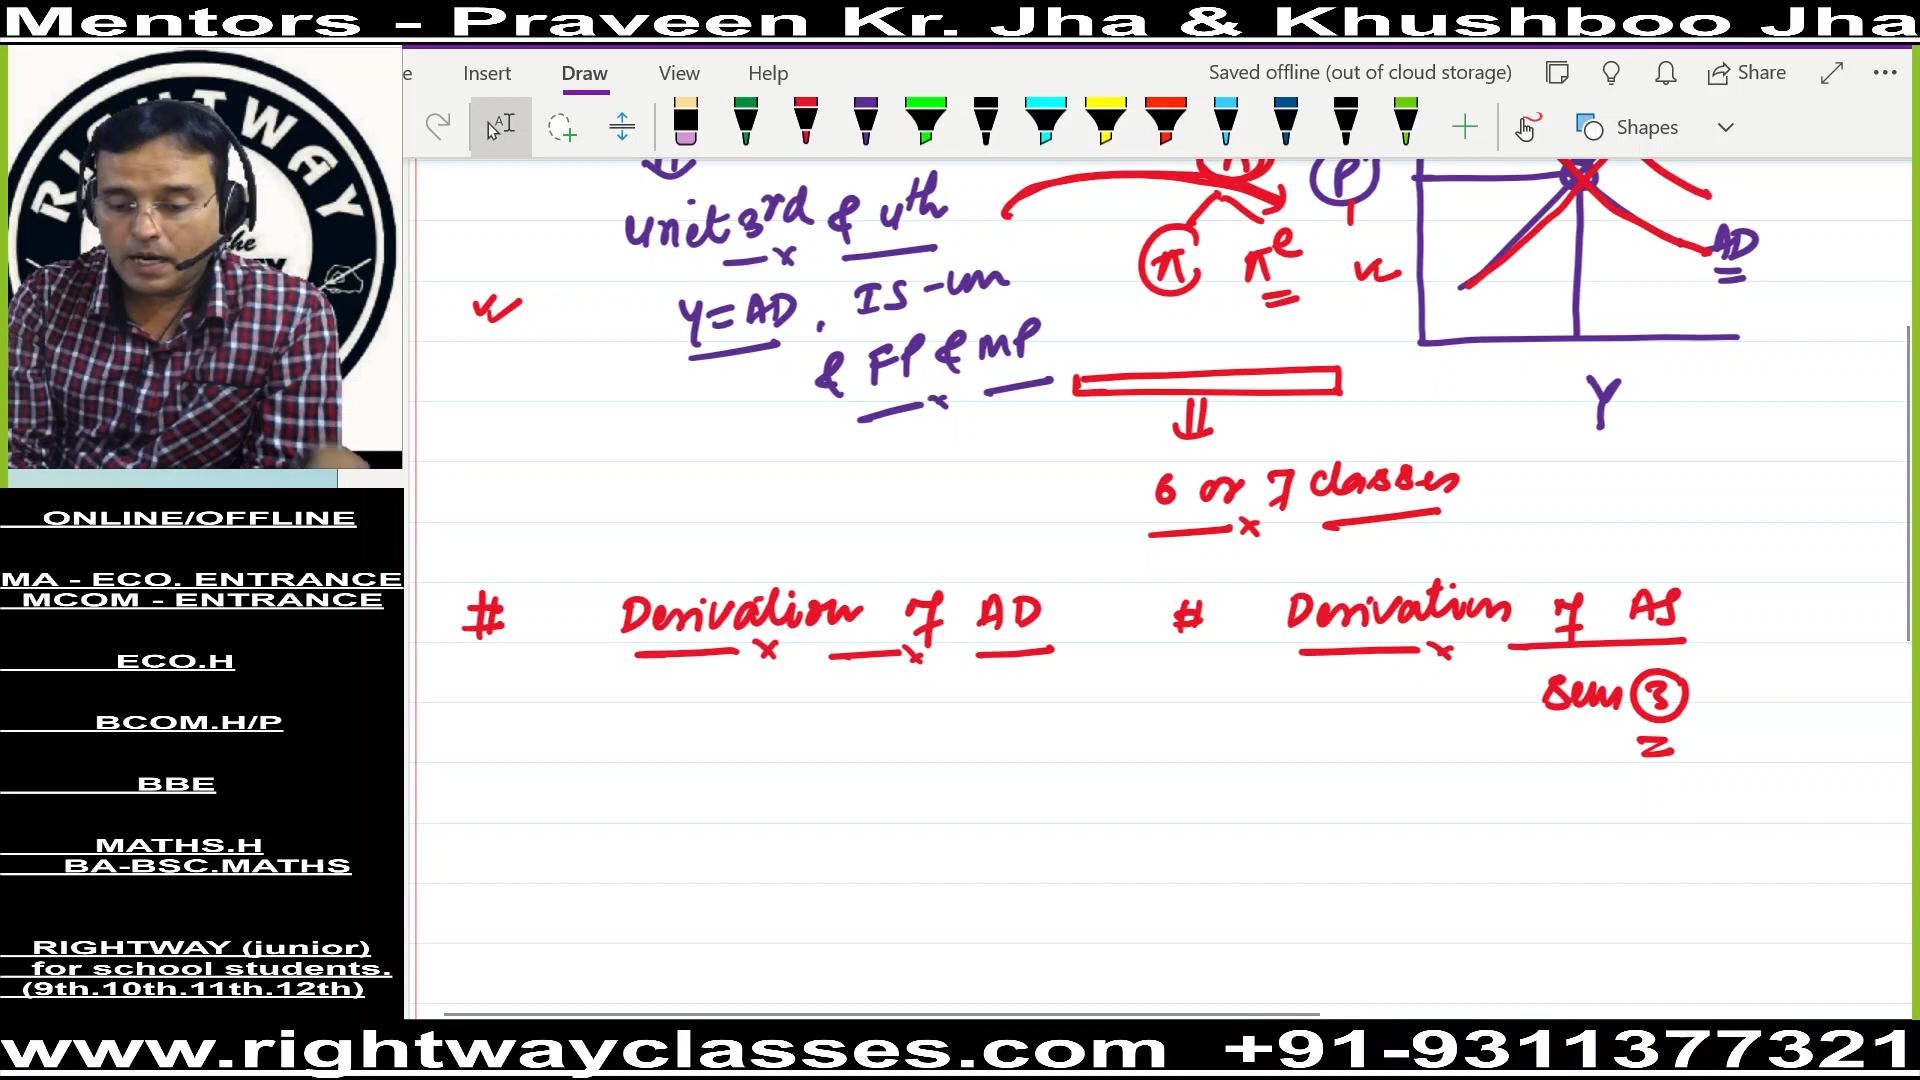 Mentors - Praveen Kr. Jha & Khushboo Jha
Insert Draw View Help
Saved offline (out of cloud storage)
Share
Shapes
RIGHTWAY
the
unit 3rd & 4th
Y=AD, IS-LM
& FP & MP
π πe u
P
AD
Y
6 or 7 classes
# Derivation of AD
# Derivation of AS
Sem 3
ONLINE/OFFLINE
MA - ECO. ENTRANCE
MCOM - ENTRANCE
ECO.H
BCOM.H/P
BBE
MATHS.H
BA-BSC.MATHS
RIGHTWAY (junior)
for school students.
(9th.10th.11th.12th)
www.rightwayclasses.com +91-9311377321